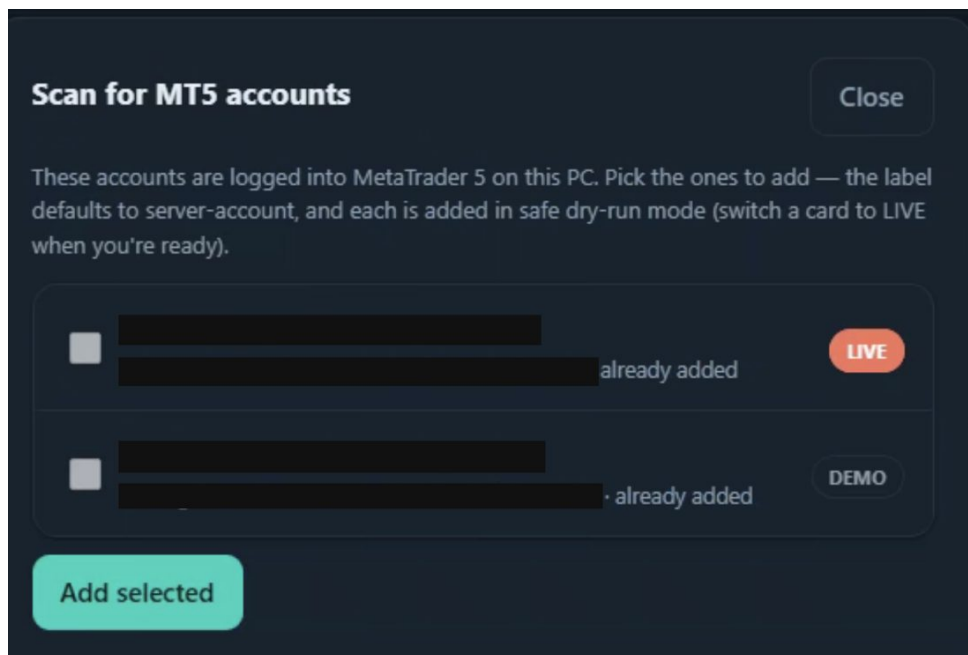 Scan for MT5 accounts
Close
These accounts are logged into MetaTrader 5 on this PC. Pick the ones to add — the label
defaults to server-account, and each is added in safe dry-run mode (switch a card to LIVE
when you're ready).
LIVE
already added
DEMO
· already added
Add selected